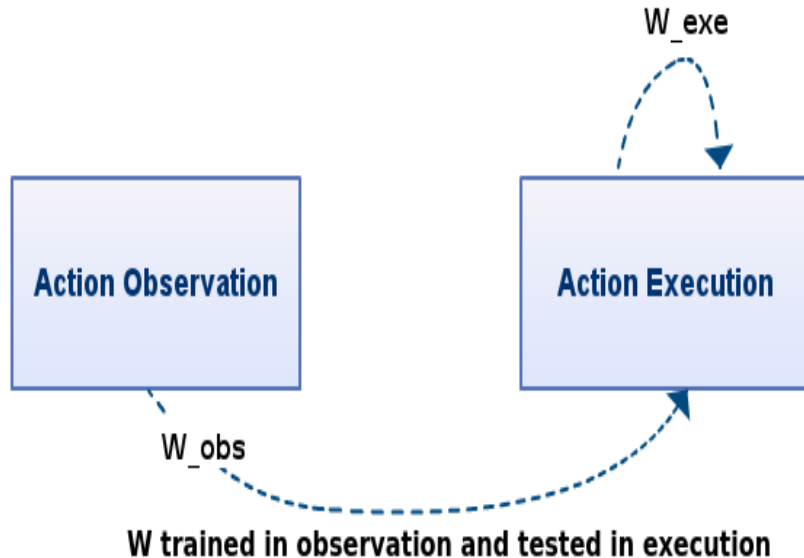 W_exe
Action Observation
Action Execution
W_obs
W trained in observation and tested in execution